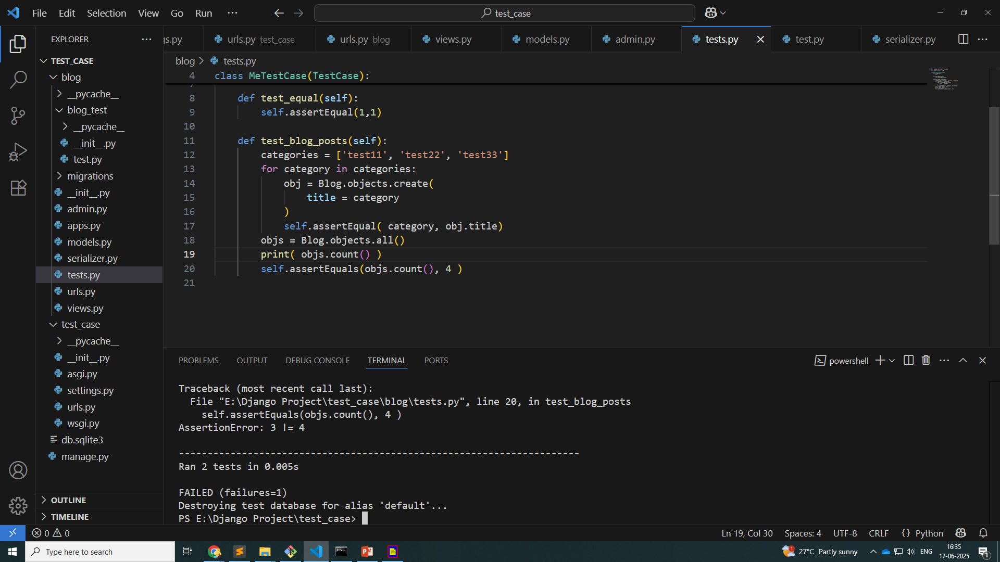 File Edit Selection View Go Run ···
test_case
EXPLORER
gs.py
urls.py test_case
urls.py blog
views.py
models.py
admin.py
tests.py
test.py
serializer.py
blog > tests.py
TEST_CASE
blog
__pycache__
blog_test
__pycache__
__init__.py
test.py
migrations
__init__.py
admin.py
apps.py
models.py
serializer.py
tests.py
urls.py
views.py
test_case
__pycache__
__init__.py
asgi.py
settings.py
urls.py
wsgi.py
db.sqlite3
manage.py
OUTLINE
TIMELINE
4 class MeTestCase(TestCase):
8 def test_equal(self):
9 self.assertEqual(1,1)
10
11 def test_blog_posts(self):
12 categories = ['test11', 'test22', 'test33']
13 for category in categories:
14 obj = Blog.objects.create(
15 title = category
16 )
17 self.assertEqual( category, obj.title)
18 objs = Blog.objects.all()
19 print( objs.count() )
20 self.assertEquals(objs.count(), 4 )
21
PROBLEMS OUTPUT DEBUG CONSOLE TERMINAL PORTS
powershell
Traceback (most recent call last):
File "E:\Django Project\test_case\blog\tests.py", line 20, in test_blog_posts
self.assertEquals(objs.count(), 4 )
AssertionError: 3 != 4
----------------------------------------------------------------------
Ran 2 tests in 0.005s
FAILED (failures=1)
Destroying test database for alias 'default'...
PS E:\Django Project\test_case>
0 0
Ln 19, Col 30 Spaces: 4 UTF-8 CRLF {} Python
Type here to search
1 27°C Partly sunny
ENG
16:35
17-06-2025
1